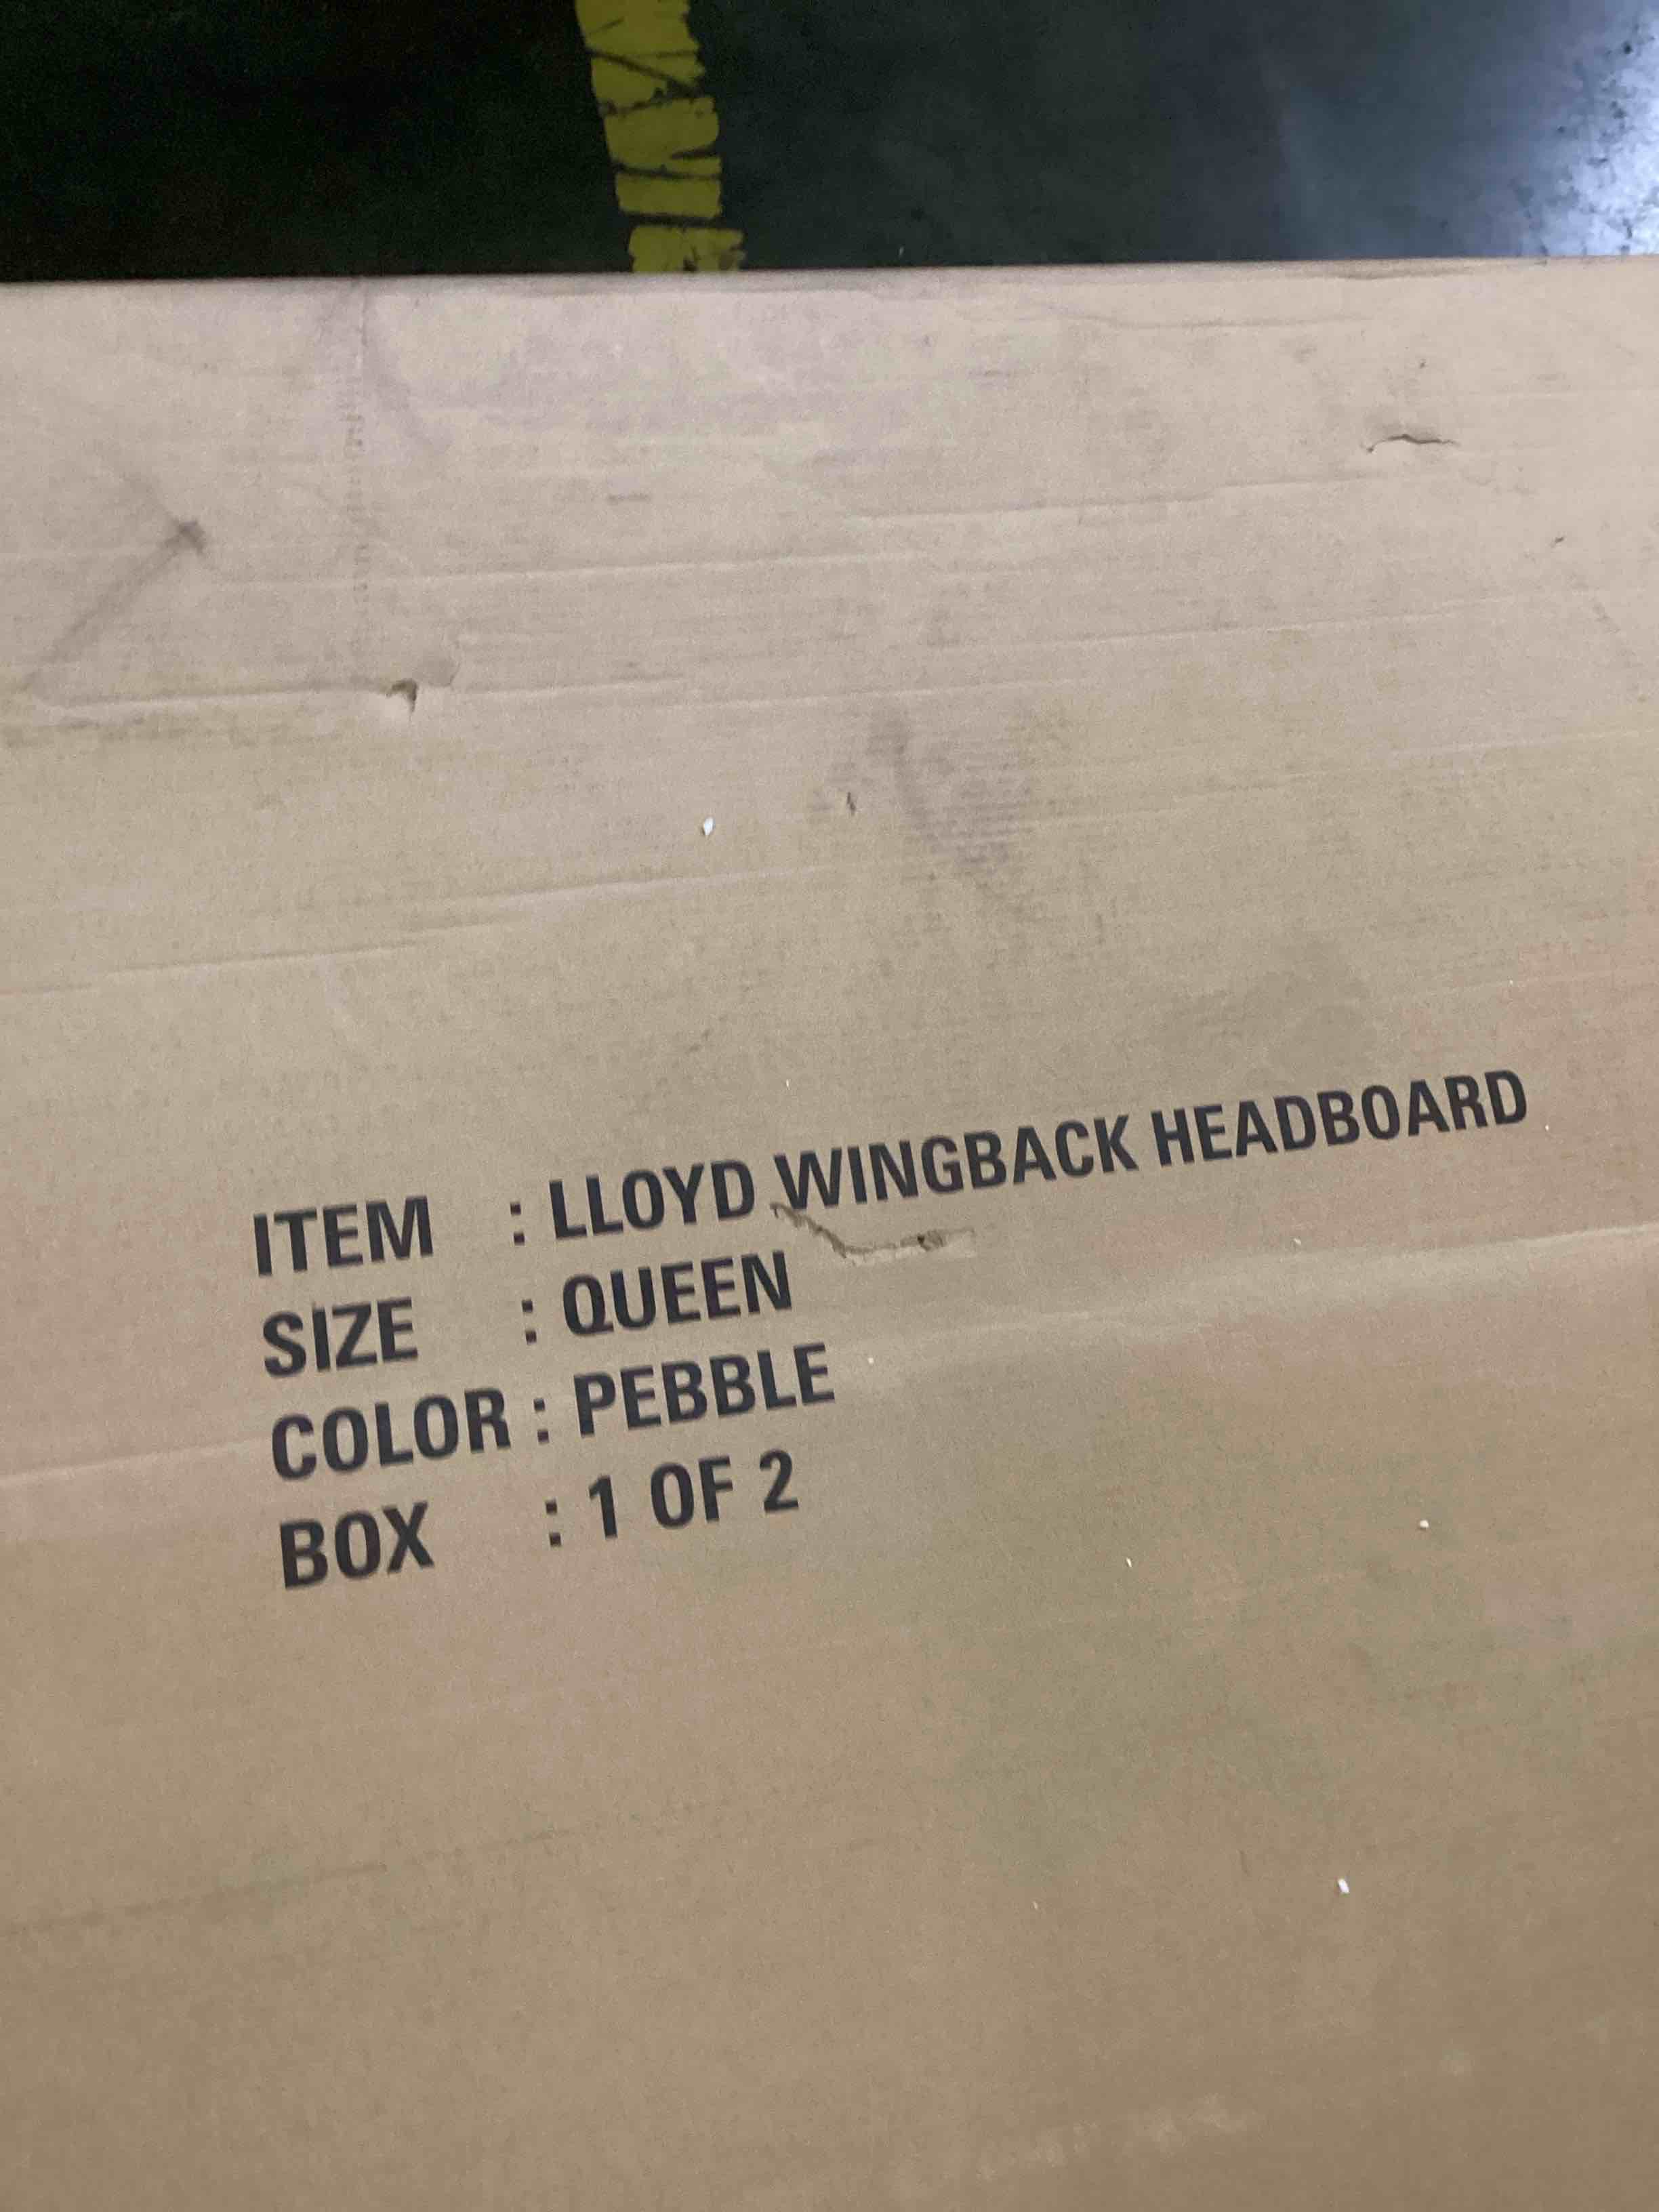 ITEM : LLOYD WINGBACK HEADBOARD
SIZE : QUEEN
COLOR : PEBBLE
BOX : 1 OF 2